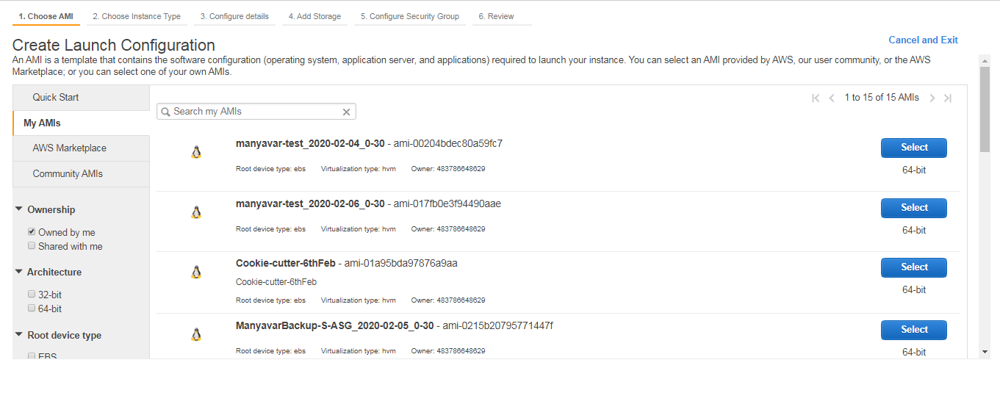 1. Choose AMI 2. Choose Instance Type 3. Configure details 4. Add Storage 5. Configure Security Group 6. Review
Create Launch Configuration
Cancel and Exit
An AMI is a template that contains the software configuration (operating system, application server, and applications) required to launch your instance. You can select an AMI provided by AWS, our user community, or the AWS
Marketplace; or you can select one of your own AMIs.
Quick Start
My AMIs
AWS Marketplace
Community AMIs
Ownership
Owned by me
Shared with me
Architecture
32-bit
64-bit
Root device type
EBS
1 to 15 of 15 AMIs
Search my AMIs
manyavar-test_2020-02-04_0-30 - ami-00204bdec80a59fc7
Root device type: ebs Virtualization type: hvm Owner: 483786648629
Select
64-bit
manyavar-test_2020-02-06_0-30 - ami-017fb0e3f94490aae
Root device type: ebs Virtualization type: hvm Owner: 483786648629
Select
64-bit
Cookie-cutter-6thFeb - ami-01a95bda97876a9aa
Cookie-cutter-6thFeb
Root device type: ebs Virtualization type: hvm Owner: 483786648629
Select
64-bit
ManyavarBackup-S-ASG_2020-02-05_0-30 - ami-0215b20795771447f
Root device type: ebs Virtualization type: hvm Owner: 483786648629
Select
64-bit